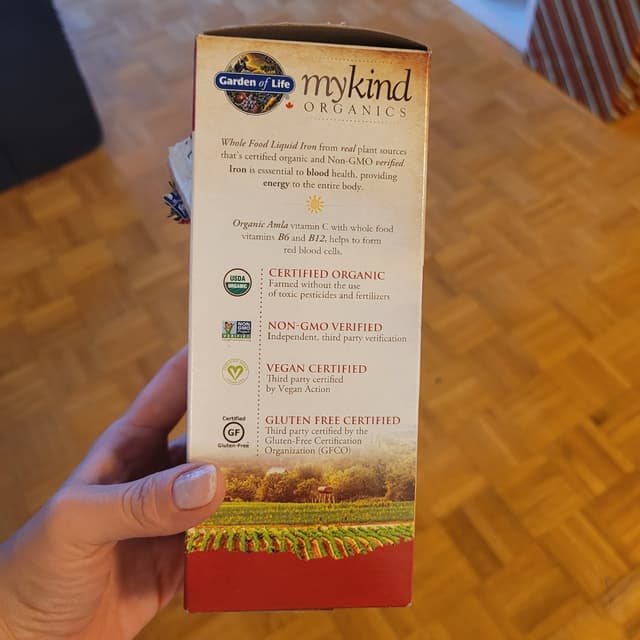 Garden of Life
mykind
ORGANICS
Whole Food Liquid Iron from real plant sources
that's certified organic and Non-GMO verified.
Iron is esssential to blood health, providing
energy to the entire body.
Organic Amla vitamin C with whole food
vitamins B6 and B12, helps to form
red blood cells.
USDA
ORGANIC
CERTIFIED ORGANIC
Farmed without the use
of toxic pesticides and fertilizers
NON
GMO
VERIFIED
NON-GMO VERIFIED
Independent, third party verification
VEGAN CERTIFIED
Third party certified
by Vegan Action
Certified
GF
Gluten-Free
GLUTEN FREE CERTIFIED
Third party certified by the
Gluten-Free Certification
Organization (GFCO)